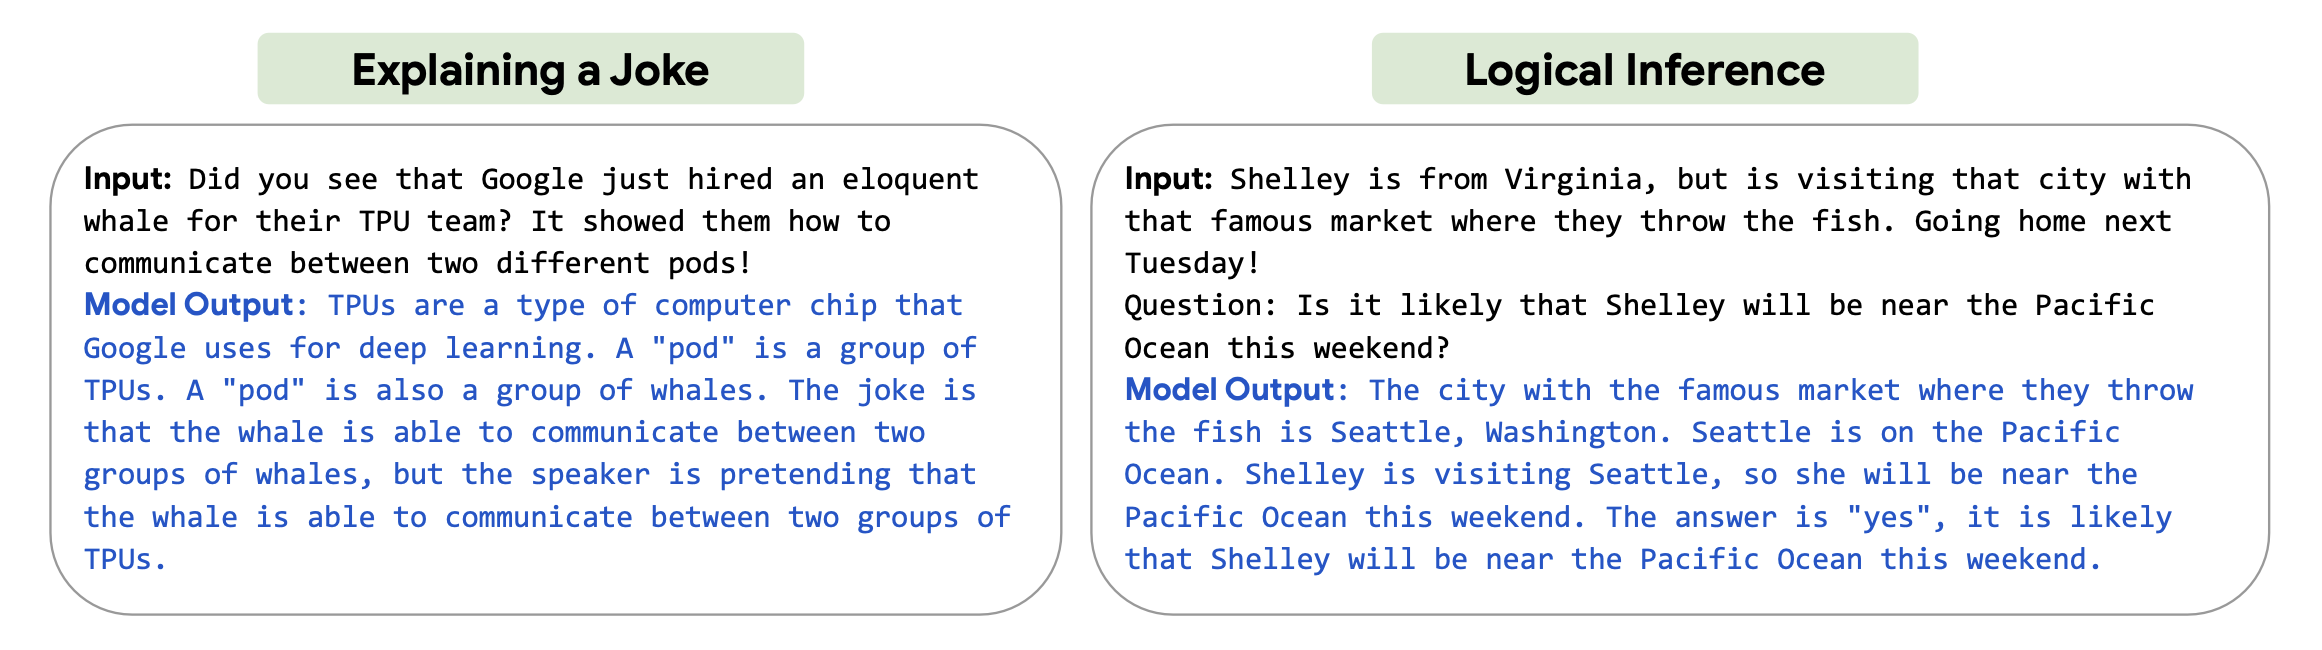 Explaining a Joke
Input: Did you see that Google just hired an eloquent
whale for their TPU team? It showed them how to
communicate between two different pods!
Model Output: TPUs are a type of computer chip that
Google uses for deep learning. A "pod" is a group of
TPUs. A "pod" is also a group of whales. The joke is
that the whale is able to communicate between two
groups of whales, but the speaker is pretending that
the whale is able to communicate between two groups of
TPUs.
Logical Inference
Input: Shelley is from Virginia, but is visiting that city with
that famous market where they throw the fish. Going home next
Tuesday!
Question: Is it likely that Shelley will be near the Pacific
Ocean this weekend?
Model Output: The city with the famous market where they throw
the fish is Seattle, Washington. Seattle is on the Pacific
Ocean. Shelley is visiting Seattle, so she will be near the
Pacific Ocean this weekend. The answer is "yes", it is likely
that Shelley will be near the Pacific Ocean this weekend.